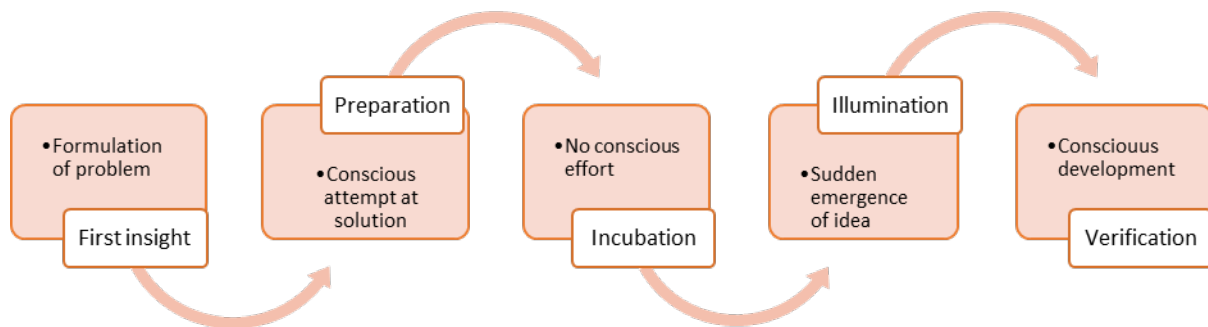 •Formulation
of problem
First insight
Preparation
•Conscious
attempt at
solution
•No conscious
effort
Incubation
Illumination
•Sudden
emergence
of idea
•Consciouus
development
Verification